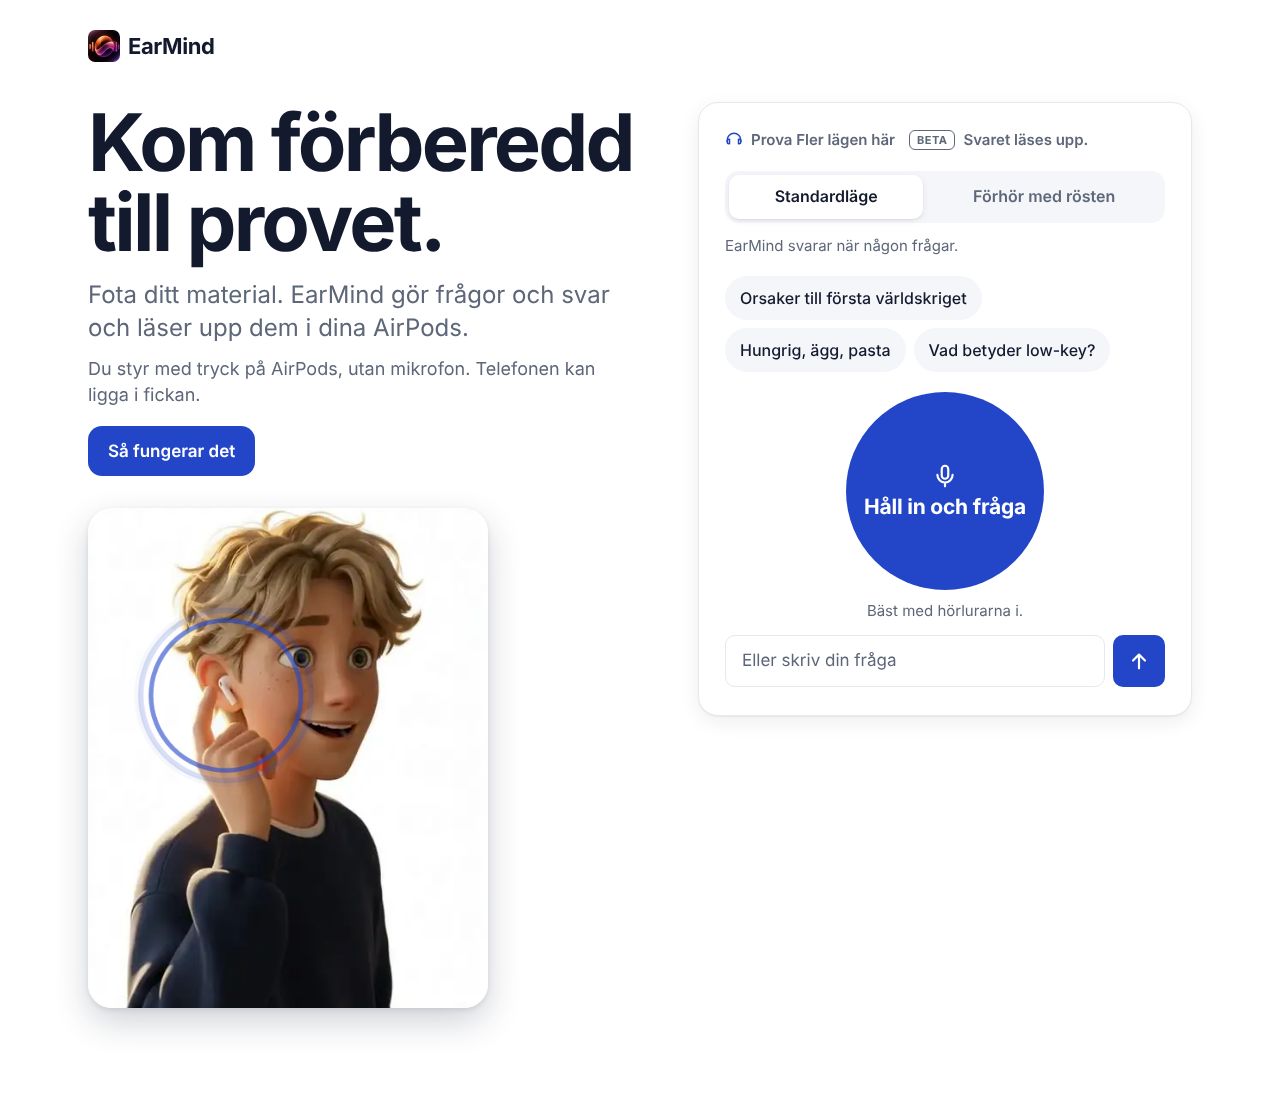 EarMind
Kom förberedd
till provet.
Fota ditt material. EarMind gör frågor och svar
och läser upp dem i dina AirPods.
Du styr med tryck på AirPods, utan mikrofon. Telefonen kan
ligga i fickan.
Så fungerar det
Prova Fler lägen här BETA Svaret läses upp.
Standardläge Förhör med rösten
EarMind svarar när någon frågar.
Orsaker till första världskriget
Hungrig, ägg, pasta Vad betyder low-key?
Håll in och fråga
Bäst med hörlurarna i.
Eller skriv din fråga